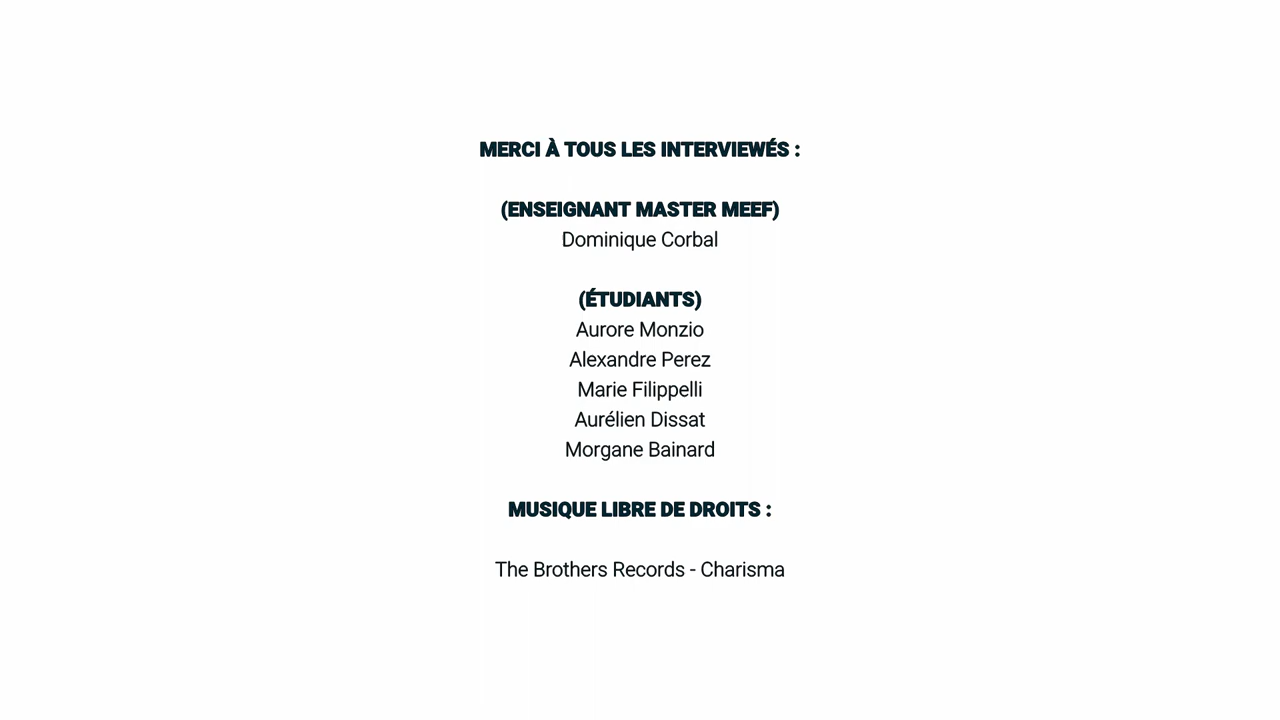 MERCI À TOUS LES INTERVIEWÉS :
(ENSEIGNANT MASTER MEEF)
Dominique Corbal
(ÉTUDIANTS)
Aurore Monzio
Alexandre Perez
Marie Filippelli
Aurélien Dissat
Morgane Bainard
MUSIQUE LIBRE DE DROITS :
The Brothers Records - Charisma